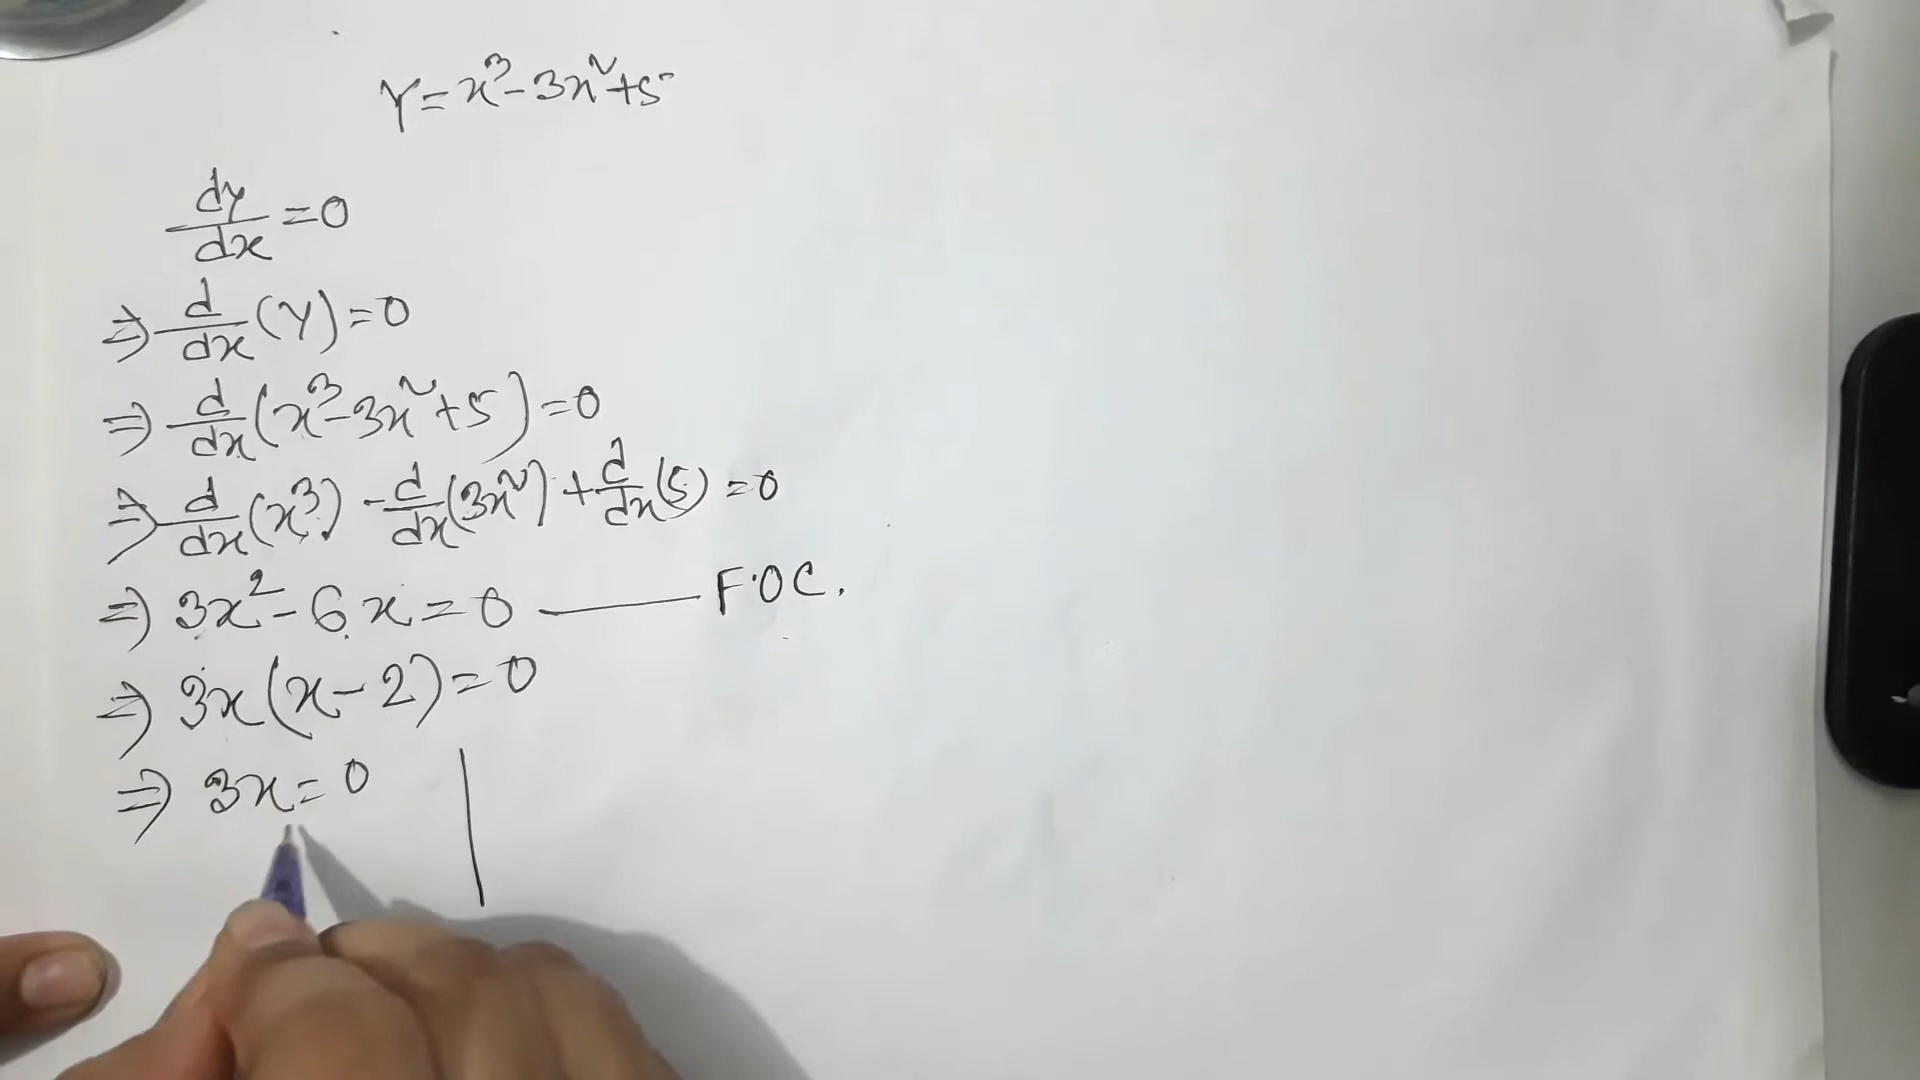 Y = x³ - 3x² + 5
dy/dx = 0
⇒ d/dx (Y) = 0
⇒ d/dx (x³ - 3x² + 5) = 0
⇒ d/dx (x³) - d/dx (3x²) + d/dx (5) = 0
⇒ 3x² - 6x = 0 —— F.O.C.
⇒ 3x (x - 2) = 0
⇒ 3x = 0 |